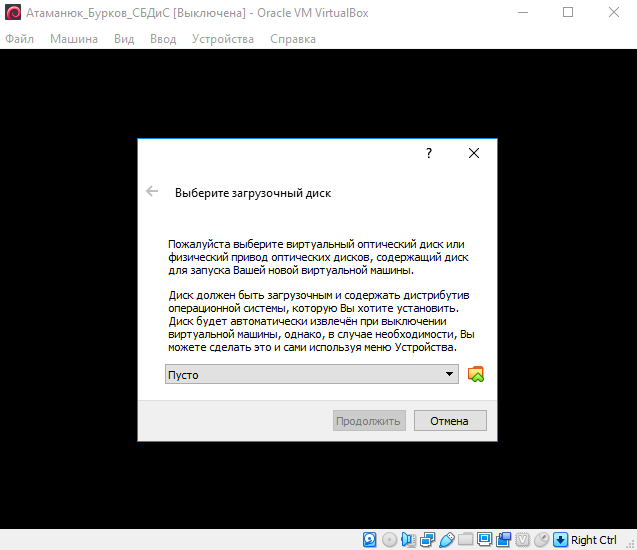 Атаманюк_Бурков_СБДиС [Выключена] - Oracle VM VirtualBox
Файл Машина Вид Ввод Устройства Справка
?
Выберите загрузочный диск
Пожалуйста выберите виртуальный оптический диск или
физический привод оптических дисков, содержащий диск
для запуска Вашей новой виртуальной машины.
Диск должен быть загрузочным и содержать дистрибутив
операционной системы, которую Вы хотите установить.
Диск будет автоматически извлечён при выключении
виртуальной машины, однако, в случае необходимости, Вы
можете сделать это и сами используя меню Устройства.
Пусто
Продолжить Отмена
Right Ctrl